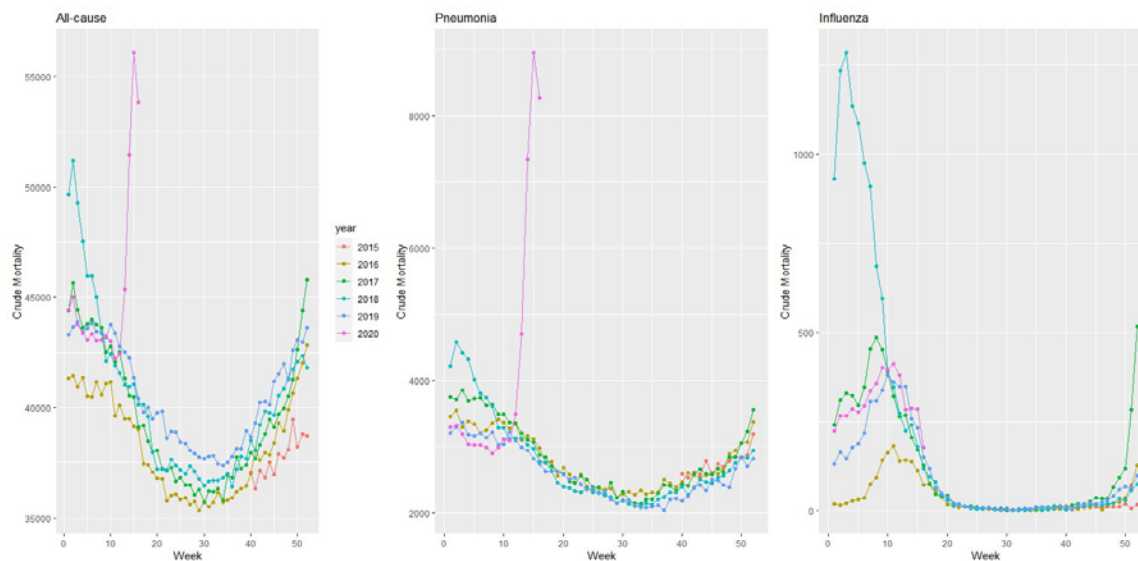 All-cause
Pneumonia
Influenza
Crude Mortality
55000
50000
45000
40000
35000
0 10 20 30 40 50
Week
year
2015
2016
2017
2018
2019
2020
Crude Mortality
8000
6000
4000
2000
0 10 20 30 40 50
Week
Crude Mortality
1000
500
0
0 10 20 30 40 50
Week